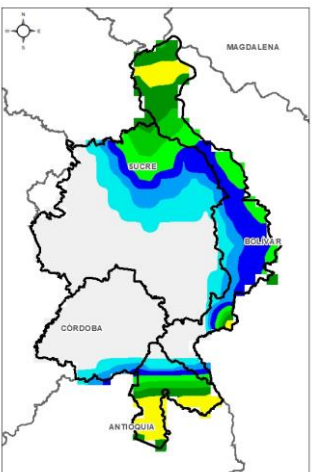 N
W
E
S
MAGDALENA
SUCRE
BOLÍVAR
CÓRDOBA
ANTIOQUIA